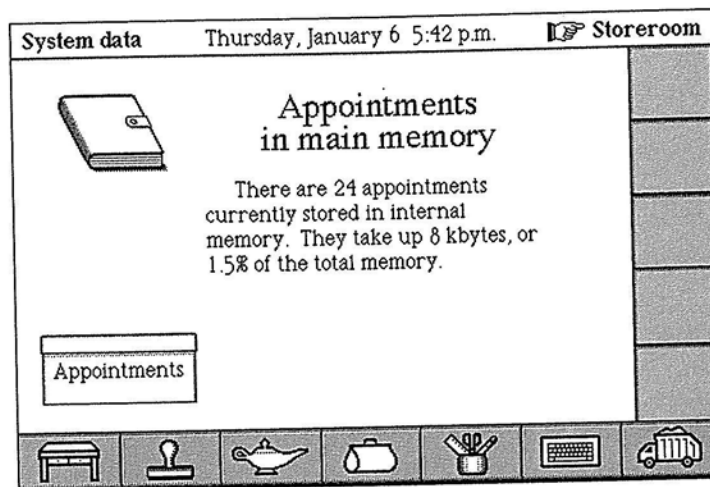 System data
Thursday, January 6 5:42 p.m.
Storeroom
Appointments
in main memory
There are 24 appointments
currently stored in internal
memory. They take up 8 kbytes, or
1.5% of the total memory.
Appointments